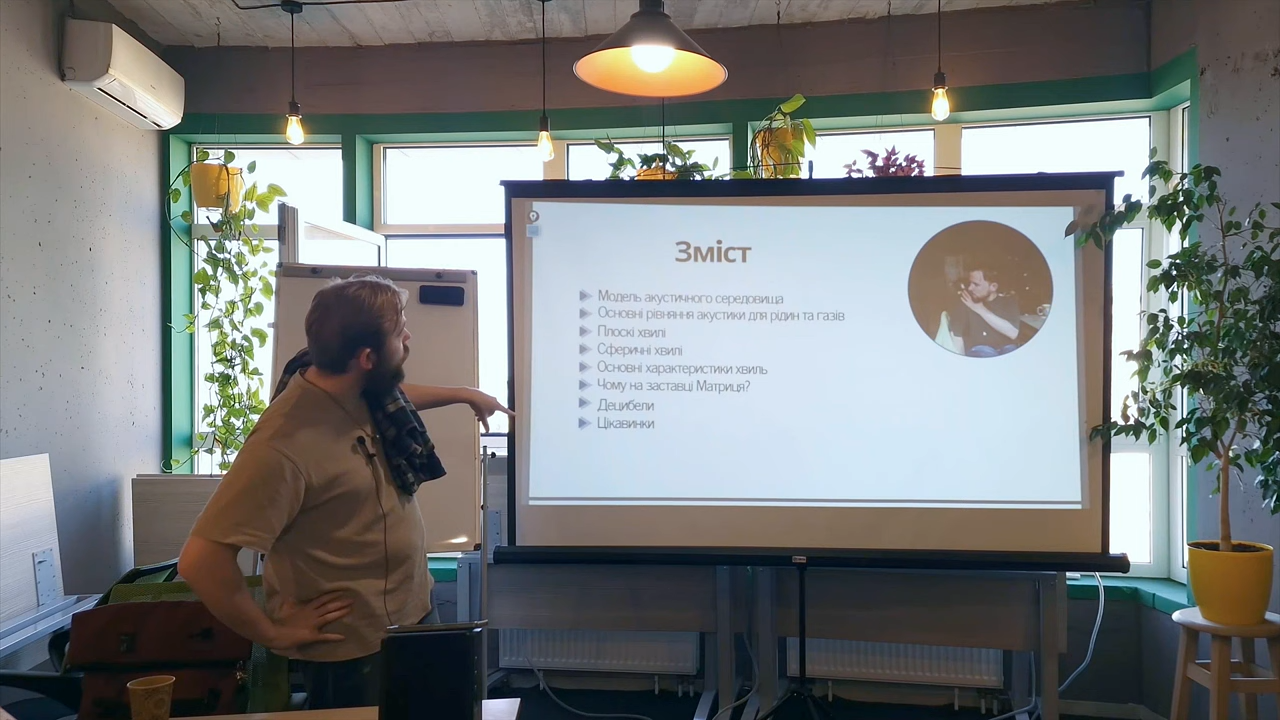 Зміст
Модель акустичного середовища
Основні рівняння акустики для рідин та газів
Плоскі хвилі
Сферичні хвилі
Основні характеристики хвиль
Чому на заставці Матриця?
Децибели
Цікавинки